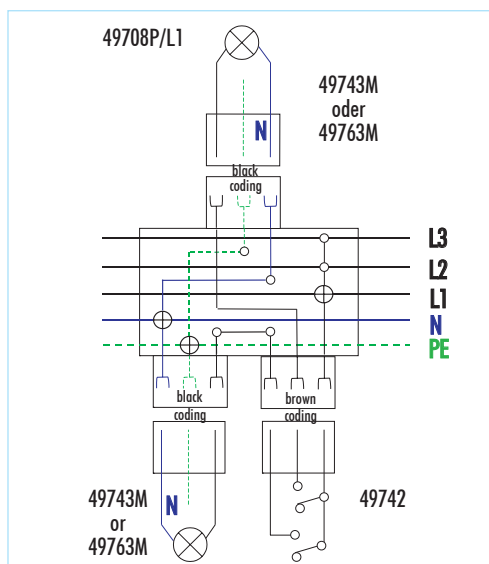 49708P/L1
49743M
oder
49763M
N
black
coding
L3
L2
L1
N
PE
black
coding
brown
coding
N
49743M
or
49763M
49742